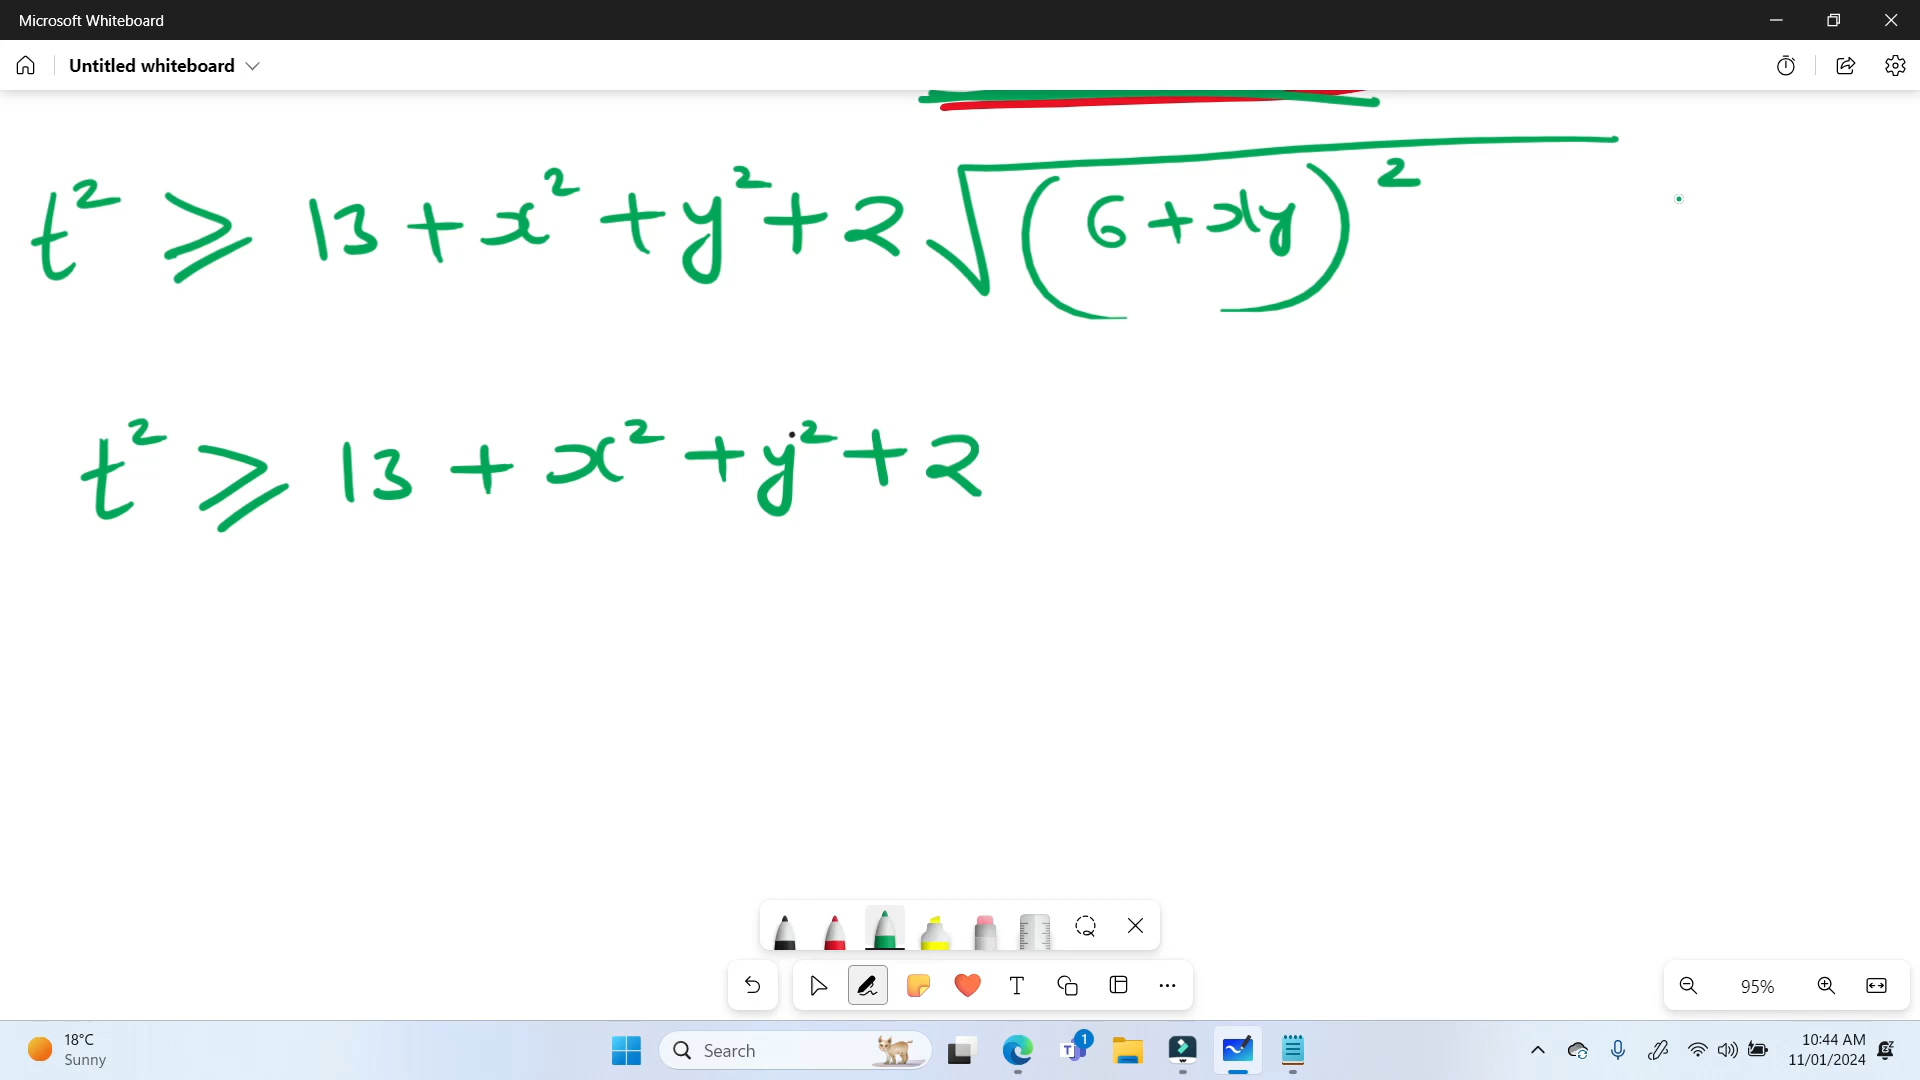 Microsoft Whiteboard
Untitled whiteboard
t² ≥ 13 + x² + y² + 2 √(6 + xy)²
t² ≥ 13 + x² + y² + 2
95%
18°C
Sunny
Search
1
10:44 AM
11/01/2024